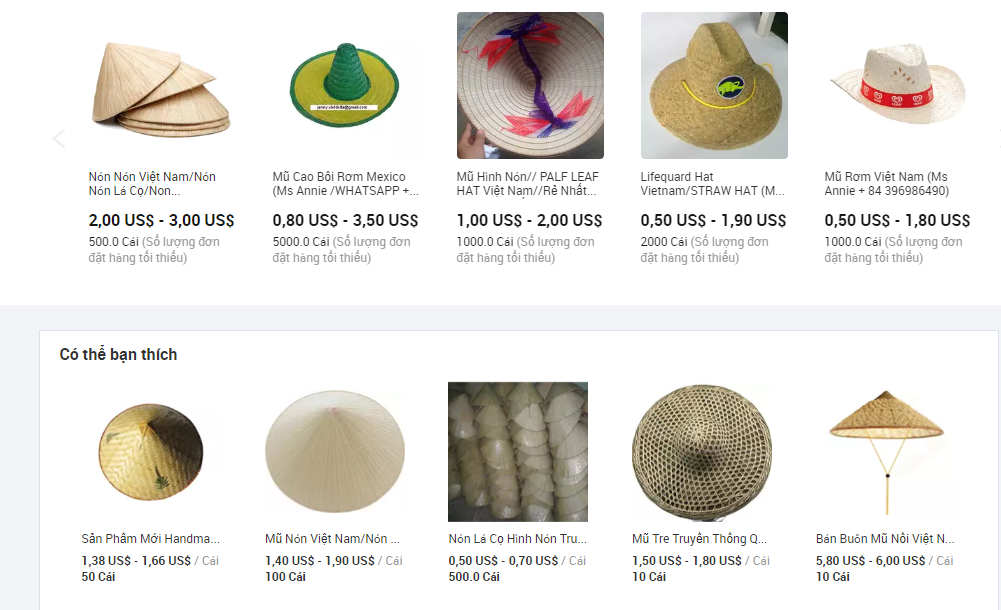 Nón Nón Việt Nam/Nón
Nón Lá Cọ/Non...
2,00 US$ - 3,00 US$
500.0 Cái (Số lượng đơn
đặt hàng tối thiểu)
jenny.vietdelta@gmail.com
Mũ Cao Bồi Rơm Mexico
(Ms Annie /WHATSAPP +...
0,80 US$ - 3,50 US$
5000.0 Cái (Số lượng đơn
đặt hàng tối thiểu)
Mũ Hình Nón// PALF LEAF
HAT Việt Nam//Rẻ Nhất...
1,00 US$ - 2,00 US$
1000.0 Cái (Số lượng đơn
đặt hàng tối thiểu)
Lifeguard Hat
Vietnam/STRAW HAT (M...
0,50 US$ - 1,90 US$
2000 Cái (Số lượng đơn
đặt hàng tối thiểu)
Mũ Rơm Việt Nam (Ms
Annie + 84 396986490)
0,50 US$ - 1,80 US$
1000.0 Cái (Số lượng đơn
đặt hàng tối thiểu)
Có thể bạn thích
Sản Phẩm Mới Handma...
1,38 US$ - 1,66 US$ / Cái
50 Cái
Mũ Nón Việt Nam/Nón ...
1,40 US$ - 1,90 US$ / Cái
100 Cái
Nón Lá Cọ Hình Nón Tru...
0,50 US$ - 0,70 US$ / Cái
500.0 Cái
Mũ Tre Truyền Thống Q...
1,50 US$ - 1,80 US$ / Cái
10 Cái
Bán Buôn Mũ Nồi Việt N...
5,80 US$ - 6,00 US$ / Cái
10 Cái